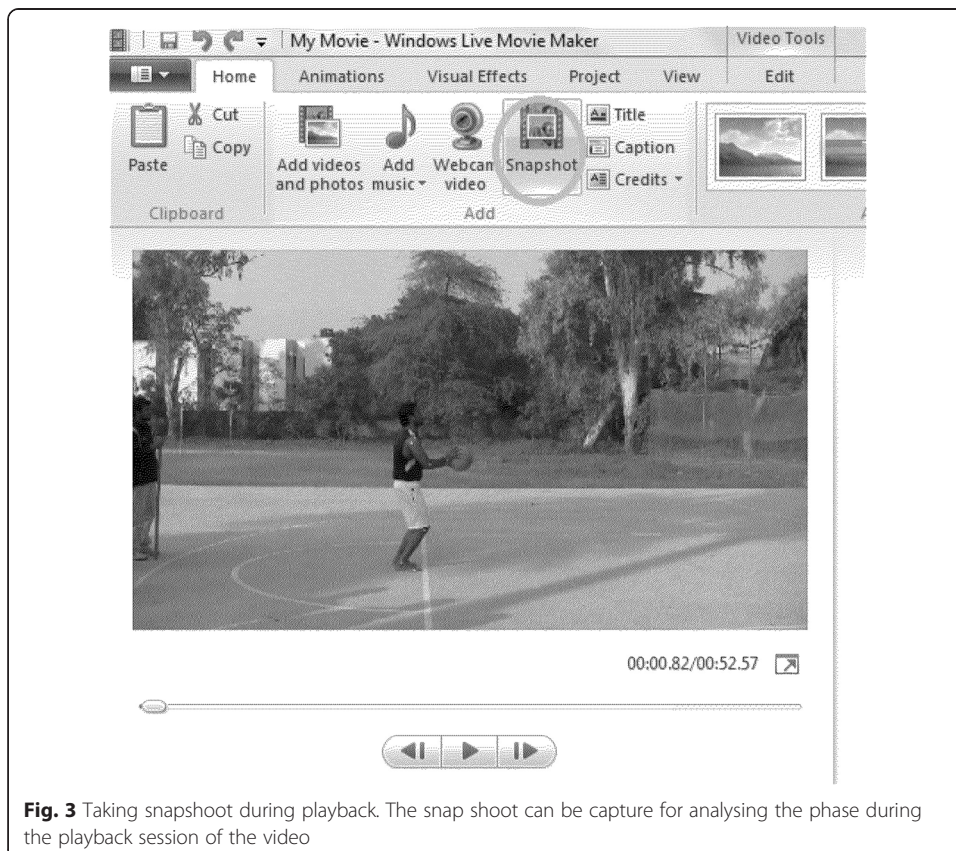 My Movie - Windows Live Movie Maker
Video Tools
Home Animations Visual Effects Project View Edit
Paste
Cut
Copy
Clipboard
Add videos and photos
Add music
Webcam video
Snapshot
Title
Caption
Credits
Add
00:00.82/00:52.57
Fig. 3 Taking snapshoot during playback. The snap shoot can be capture for analysing the phase during
the playback session of the video